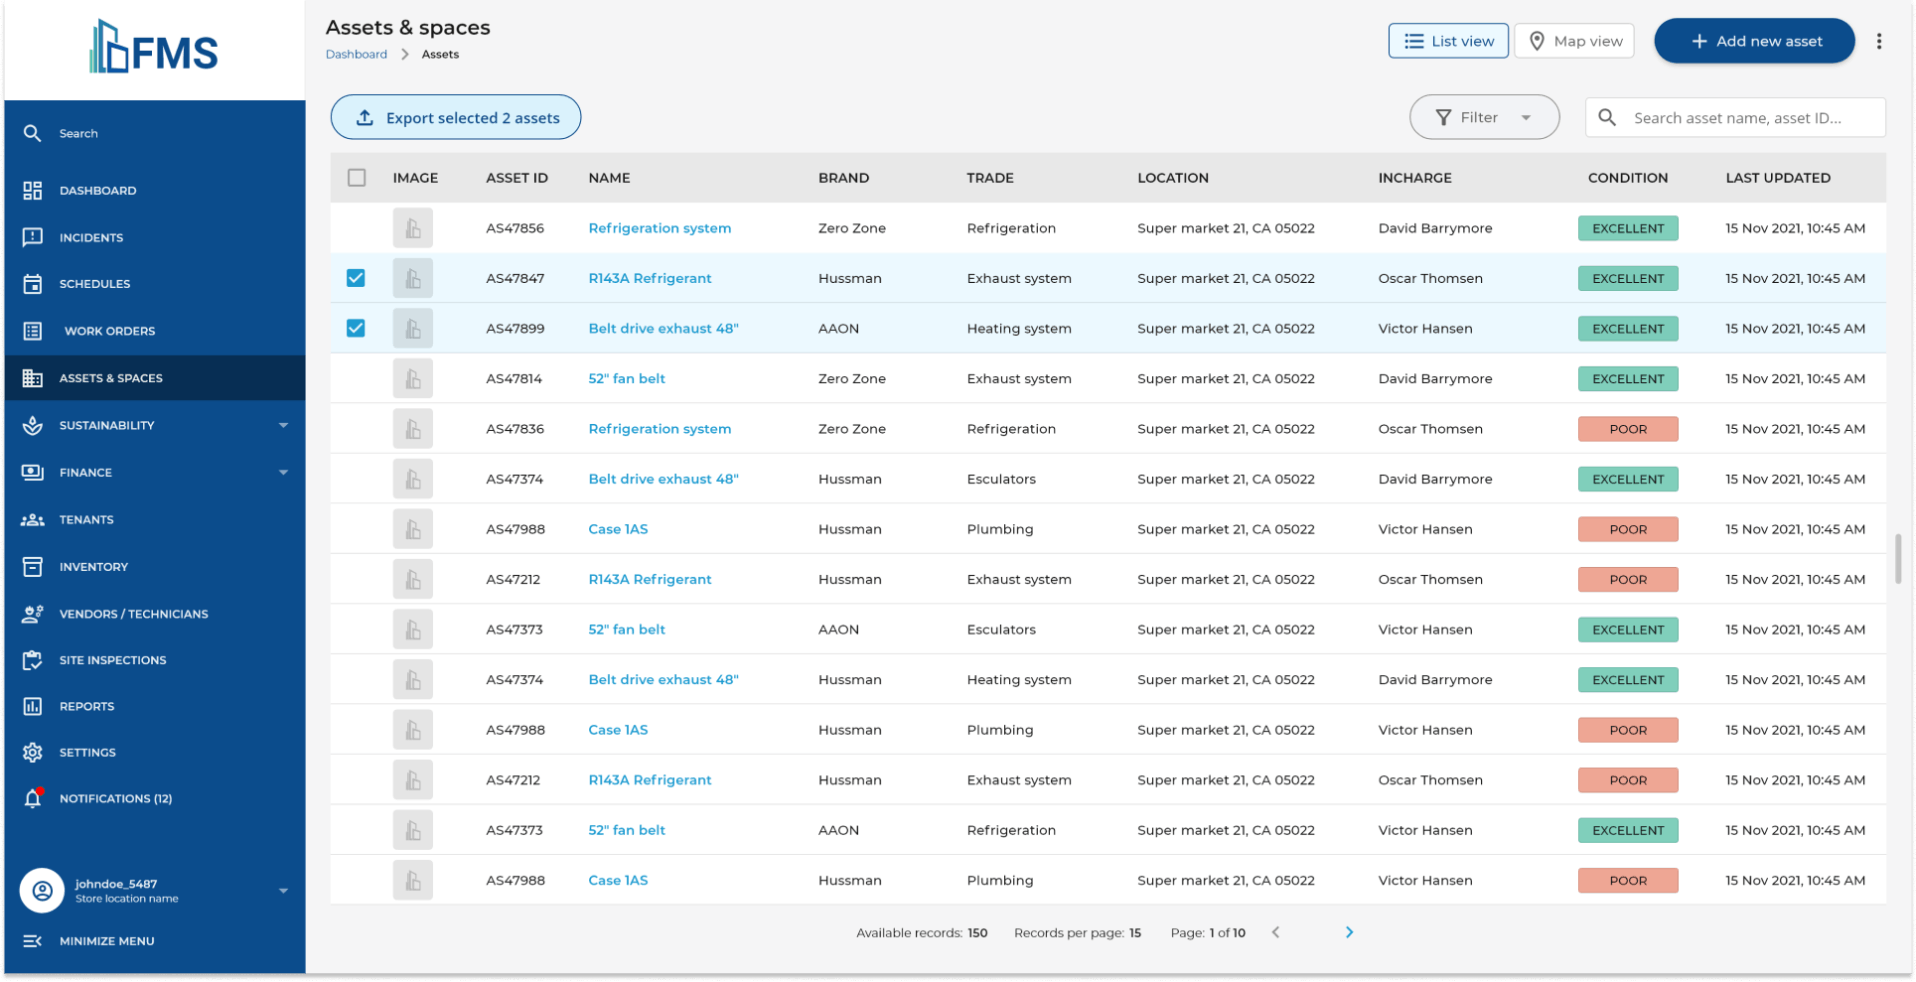 FMS
Search
DASHBOARD
INCIDENTS
SCHEDULES
WORK ORDERS
ASSETS & SPACES
SUSTAINABILITY
FINANCE
TENANTS
INVENTORY
VENDORS / TECHNICIANS
SITE INSPECTIONS
REPORTS
SETTINGS
NOTIFICATIONS (12)
johndoe_5487
Store location name
MINIMIZE MENU
Assets & spaces
Dashboard > Assets
List view Map view + Add new asset
Export selected 2 assets Filter Search asset name, asset ID...
IMAGE ASSET ID NAME BRAND TRADE LOCATION INCHARGE CONDITION LAST UPDATED
AS47856 Refrigeration system Zero Zone Refrigeration Super market 21, CA 05022 David Barrymore EXCELLENT 15 Nov 2021, 10:45 AM
AS47847 R143A Refrigerant Hussman Exhaust system Super market 21, CA 05022 Oscar Thomsen EXCELLENT 15 Nov 2021, 10:45 AM
AS47899 Belt drive exhaust 48" AAON Heating system Super market 21, CA 05022 Victor Hansen EXCELLENT 15 Nov 2021, 10:45 AM
AS47814 52" fan belt Zero Zone Exhaust system Super market 21, CA 05022 David Barrymore EXCELLENT 15 Nov 2021, 10:45 AM
AS47836 Refrigeration system Zero Zone Refrigeration Super market 21, CA 05022 Oscar Thomsen POOR 15 Nov 2021, 10:45 AM
AS47374 Belt drive exhaust 48" Hussman Esculators Super market 21, CA 05022 David Barrymore EXCELLENT 15 Nov 2021, 10:45 AM
AS47988 Case 1AS Hussman Plumbing Super market 21, CA 05022 Victor Hansen POOR 15 Nov 2021, 10:45 AM
AS47212 R143A Refrigerant Hussman Exhaust system Super market 21, CA 05022 Oscar Thomsen POOR 15 Nov 2021, 10:45 AM
AS47373 52" fan belt AAON Esculators Super market 21, CA 05022 Victor Hansen EXCELLENT 15 Nov 2021, 10:45 AM
AS47374 Belt drive exhaust 48" Hussman Heating system Super market 21, CA 05022 David Barrymore EXCELLENT 15 Nov 2021, 10:45 AM
AS47988 Case 1AS Hussman Plumbing Super market 21, CA 05022 Victor Hansen POOR 15 Nov 2021, 10:45 AM
AS47212 R143A Refrigerant Hussman Exhaust system Super market 21, CA 05022 Oscar Thomsen POOR 15 Nov 2021, 10:45 AM
AS47373 52" fan belt AAON Refrigeration Super market 21, CA 05022 Victor Hansen EXCELLENT 15 Nov 2021, 10:45 AM
AS47988 Case 1AS Hussman Plumbing Super market 21, CA 05022 Victor Hansen POOR 15 Nov 2021, 10:45 AM
Available records: 150 Records per page: 15 Page: 1 of 10